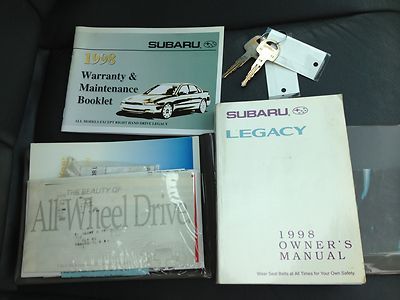 SUBARU
1998
Warranty &
Maintenance
Booklet
ALL MODELS EXCEPT RIGHT HAND DRIVE LEGACY
SUBARU
LEGACY
1998
OWNER'S
MANUAL
Wear Seat Belts at All Times for Your Own Safety
THE BEAUTY OF
All-Wheel Drive